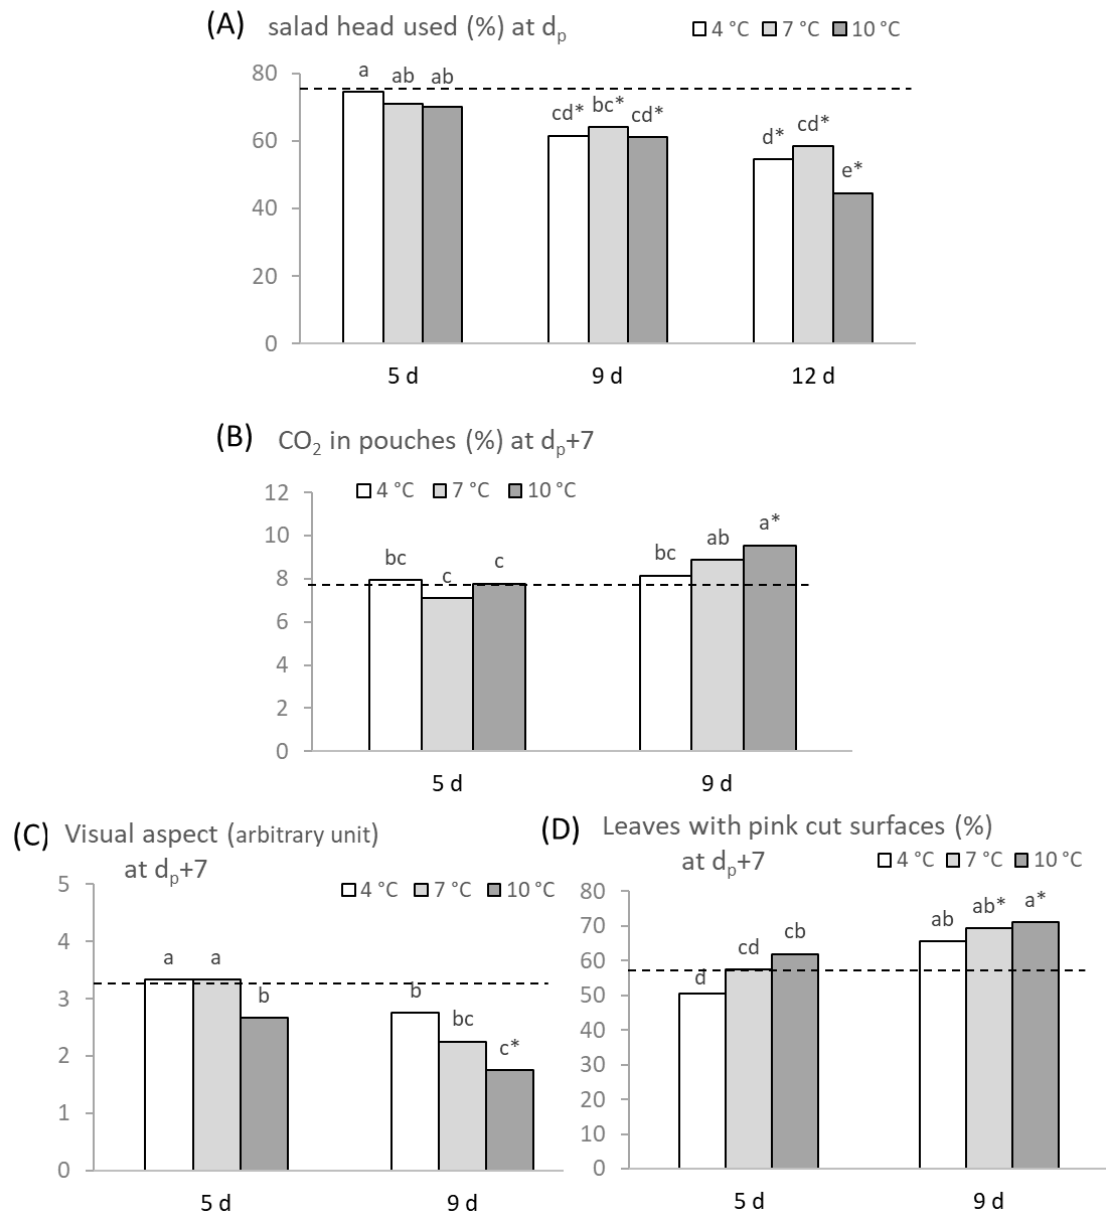 (A) salad head used (%) at dp
4 °C 7 °C 10 °C
80
60
40
20
0
a ab ab
cd* bc* cd*
d* cd* e*
5 d 9 d 12 d
(B) CO2 in pouches (%) at dp+7
4 °C 7 °C 10 °C
12
10
8
6
4
2
0
bc c c
bc ab a*
5 d 9 d
(C) Visual aspect (arbitrary unit)
at dp+7
4 °C 7 °C 10 °C
5
4
3
2
1
0
a a b
b bc c*
5 d 9 d
(D) Leaves with pink cut surfaces (%)
at dp+7
4 °C 7 °C 10 °C
80
70
60
50
40
30
20
10
0
d cd cb
ab ab* a*
5 d 9 d